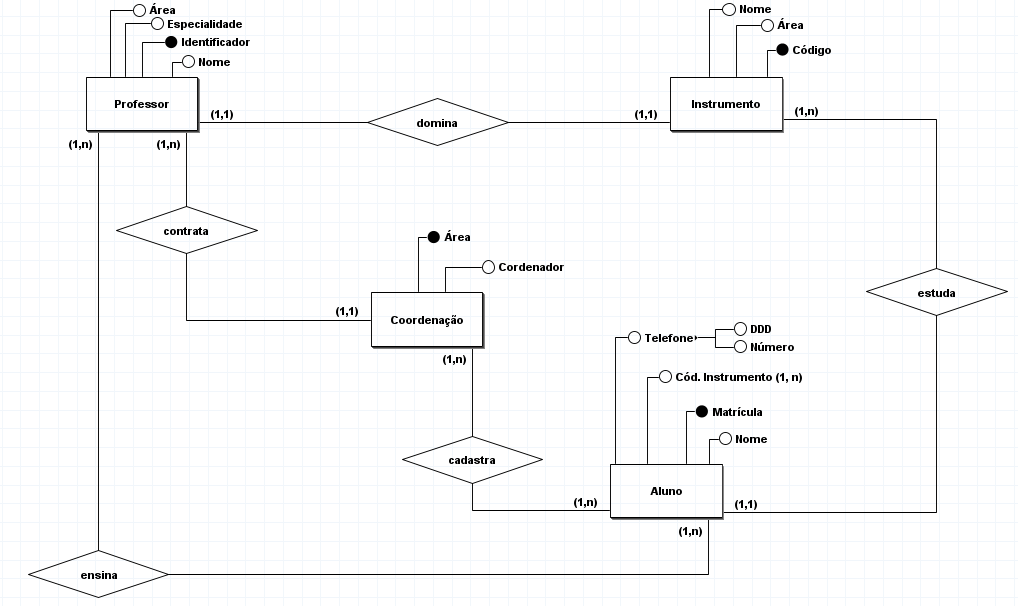 Área
Especialidade
Identificador
Nome
Professor
(1,1)
(1,n)
(1,n)
domina
Nome
Área
Código
Instrumento
(1,1)
(1,n)
contrata
Área
Cordenador
Coordenação
(1,1)
(1,n)
estuda
Telefone
DDD
Número
Cód. Instrumento (1, n)
Matrícula
Nome
cadastra
Aluno
(1,n)
(1,1)
(1,n)
ensina